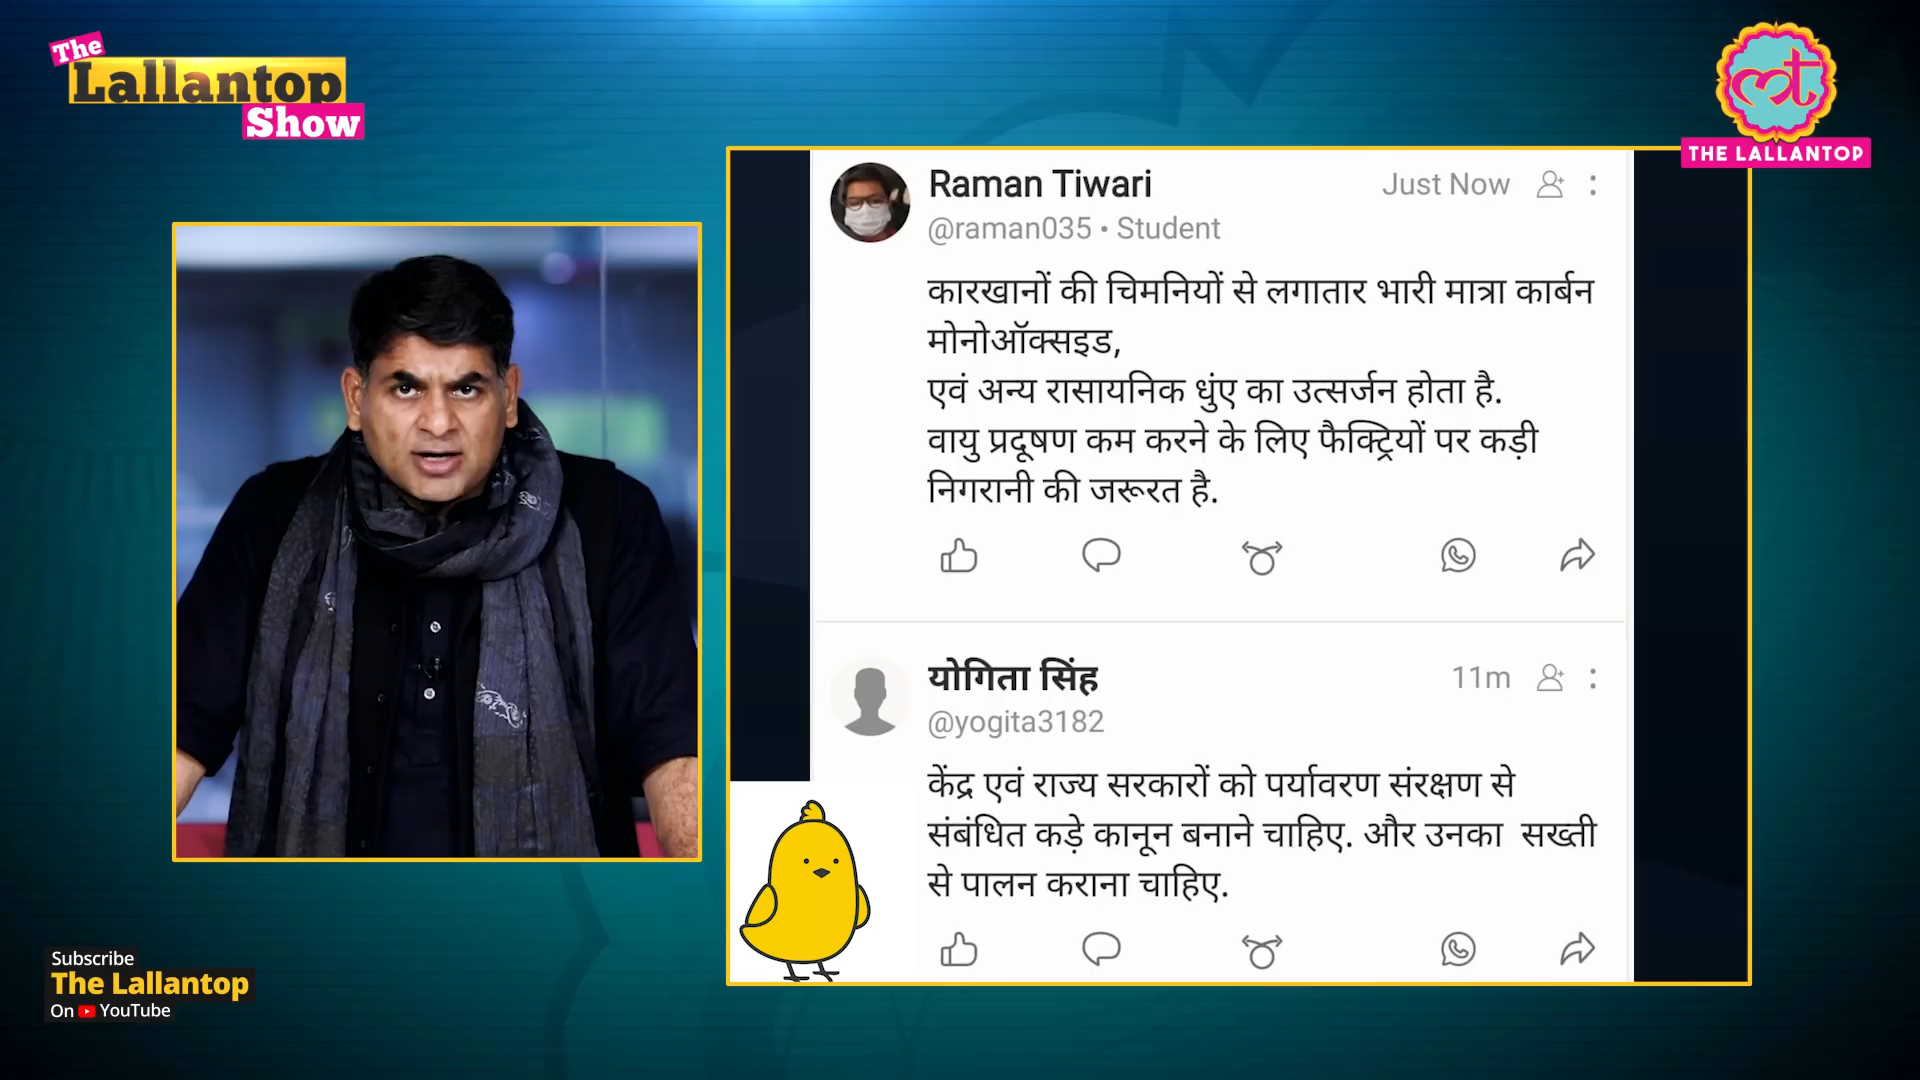 The
Lallantop
Show
THE LALLANTOP
Raman Tiwari
Just Now
@raman035 • Student
कारखानों की चिमनियों से लगातार भारी मात्रा कार्बन
मोनोऑक्सइड,
एवं अन्य रासायनिक धुंए का उत्सर्जन होता है.
वायु प्रदूषण कम करने के लिए फैक्ट्रियों पर कड़ी
निगरानी की जरूरत है.
योगिता सिंह
11m
@yogita3182
केंद्र एवं राज्य सरकारों को पर्यावरण संरक्षण से
संबंधित कड़े कानून बनाने चाहिए. और उनका सख्ती
से पालन कराना चाहिए.
Subscribe
The Lallantop
On YouTube